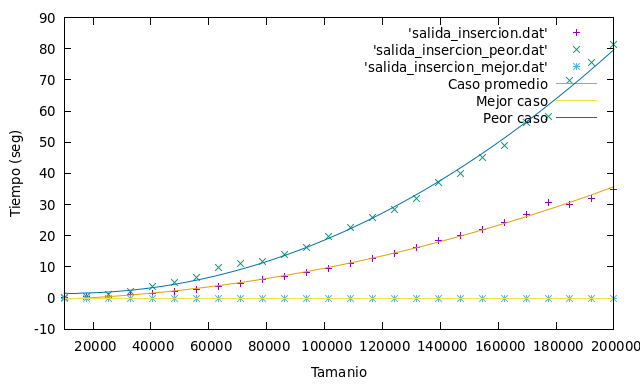 90
80
70
60
50
40
30
20
10
0
-10
Tiempo (seg)
'salida_insercion.dat'
'salida_insercion_peor.dat'
'salida_insercion_mejor.dat'
Caso promedio
Mejor caso
Peor caso
20000 40000 60000 80000 100000 120000 140000 160000 180000 200000
Tamanio